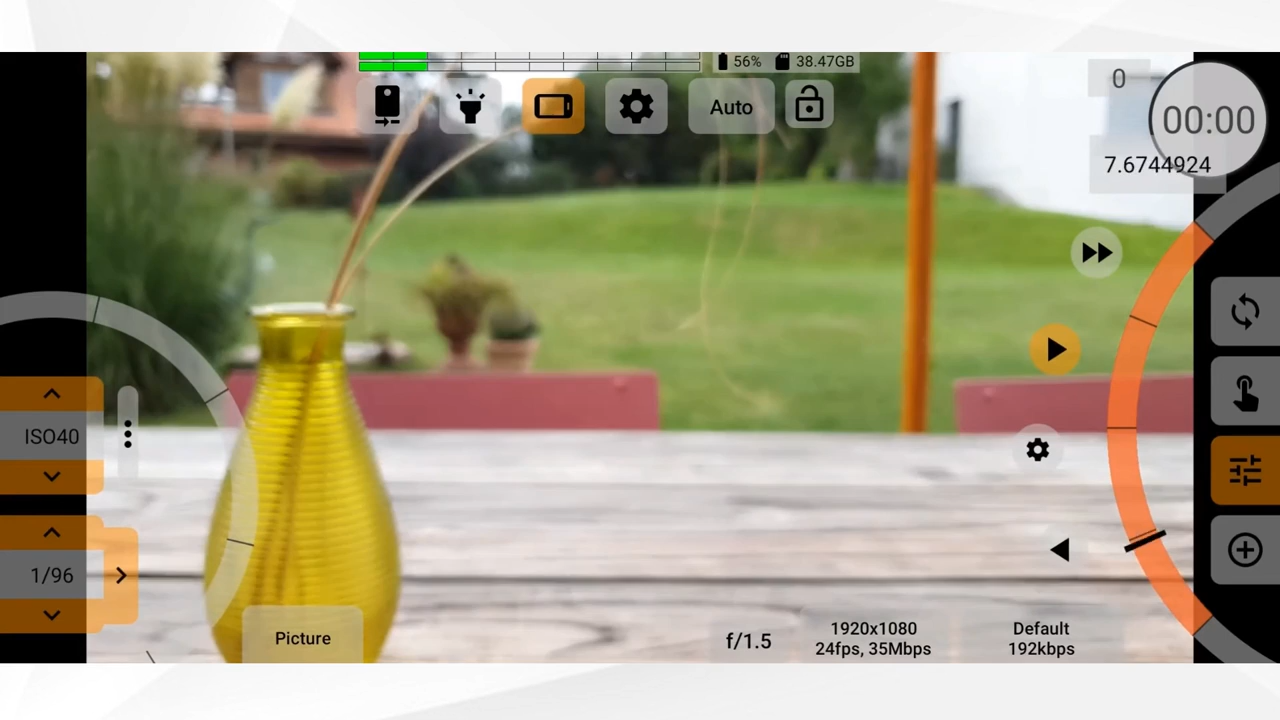 56% 38.47GB
0
Auto
00:00
7.6744924
ISO40
1/96
Picture
f/1.5
1920x1080
24fps, 35Mbps
Default
192kbps